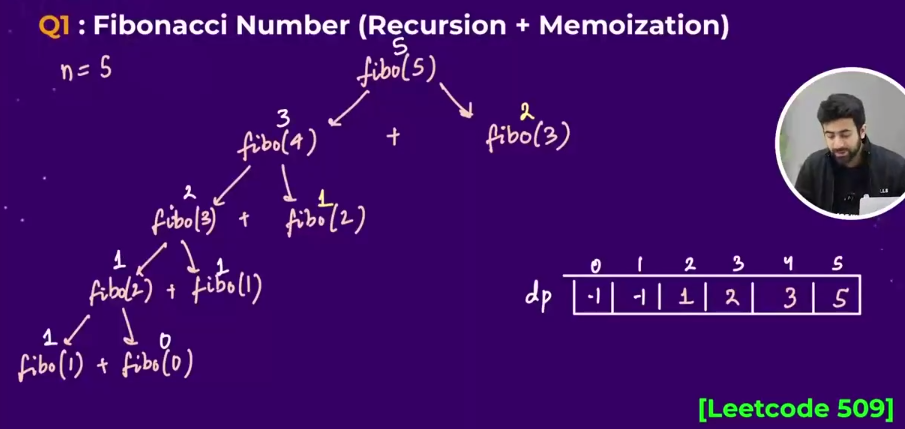 Q1 : Fibonacci Number (Recursion + Memoization)
n = 5
5
fibo(5)
3
fibo(4)
+
2
fibo(3)
2
fibo(3) +
1
fibo(2)
1
fibo(2) +
1
fibo(1)
1
fibo(1) +
0
fibo(0)
0 1 2 3 4 5
dp -1 -1 1 2 3 5
[Leetcode 509]